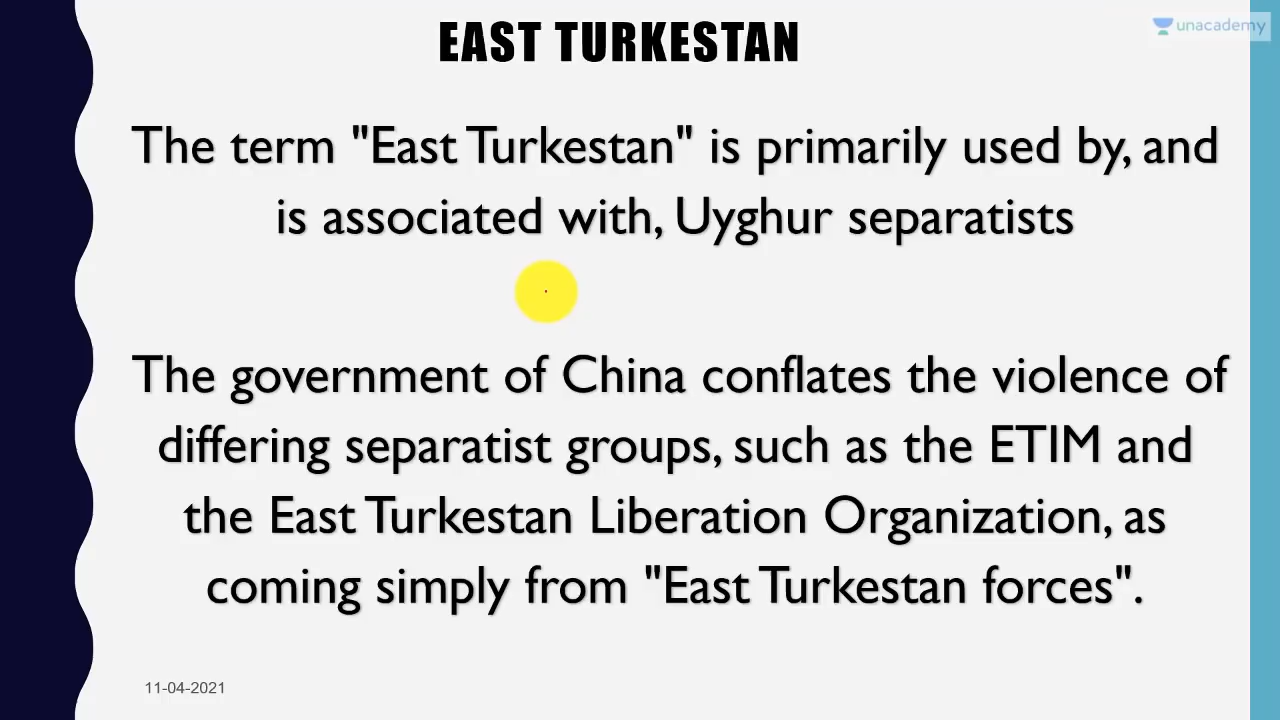 EAST TURKESTAN
unacademy
The term "East Turkestan" is primarily used by, and
is associated with, Uyghur separatists
The government of China conflates the violence of
differing separatist groups, such as the ETIM and
the East Turkestan Liberation Organization, as
coming simply from "East Turkestan forces".
11-04-2021